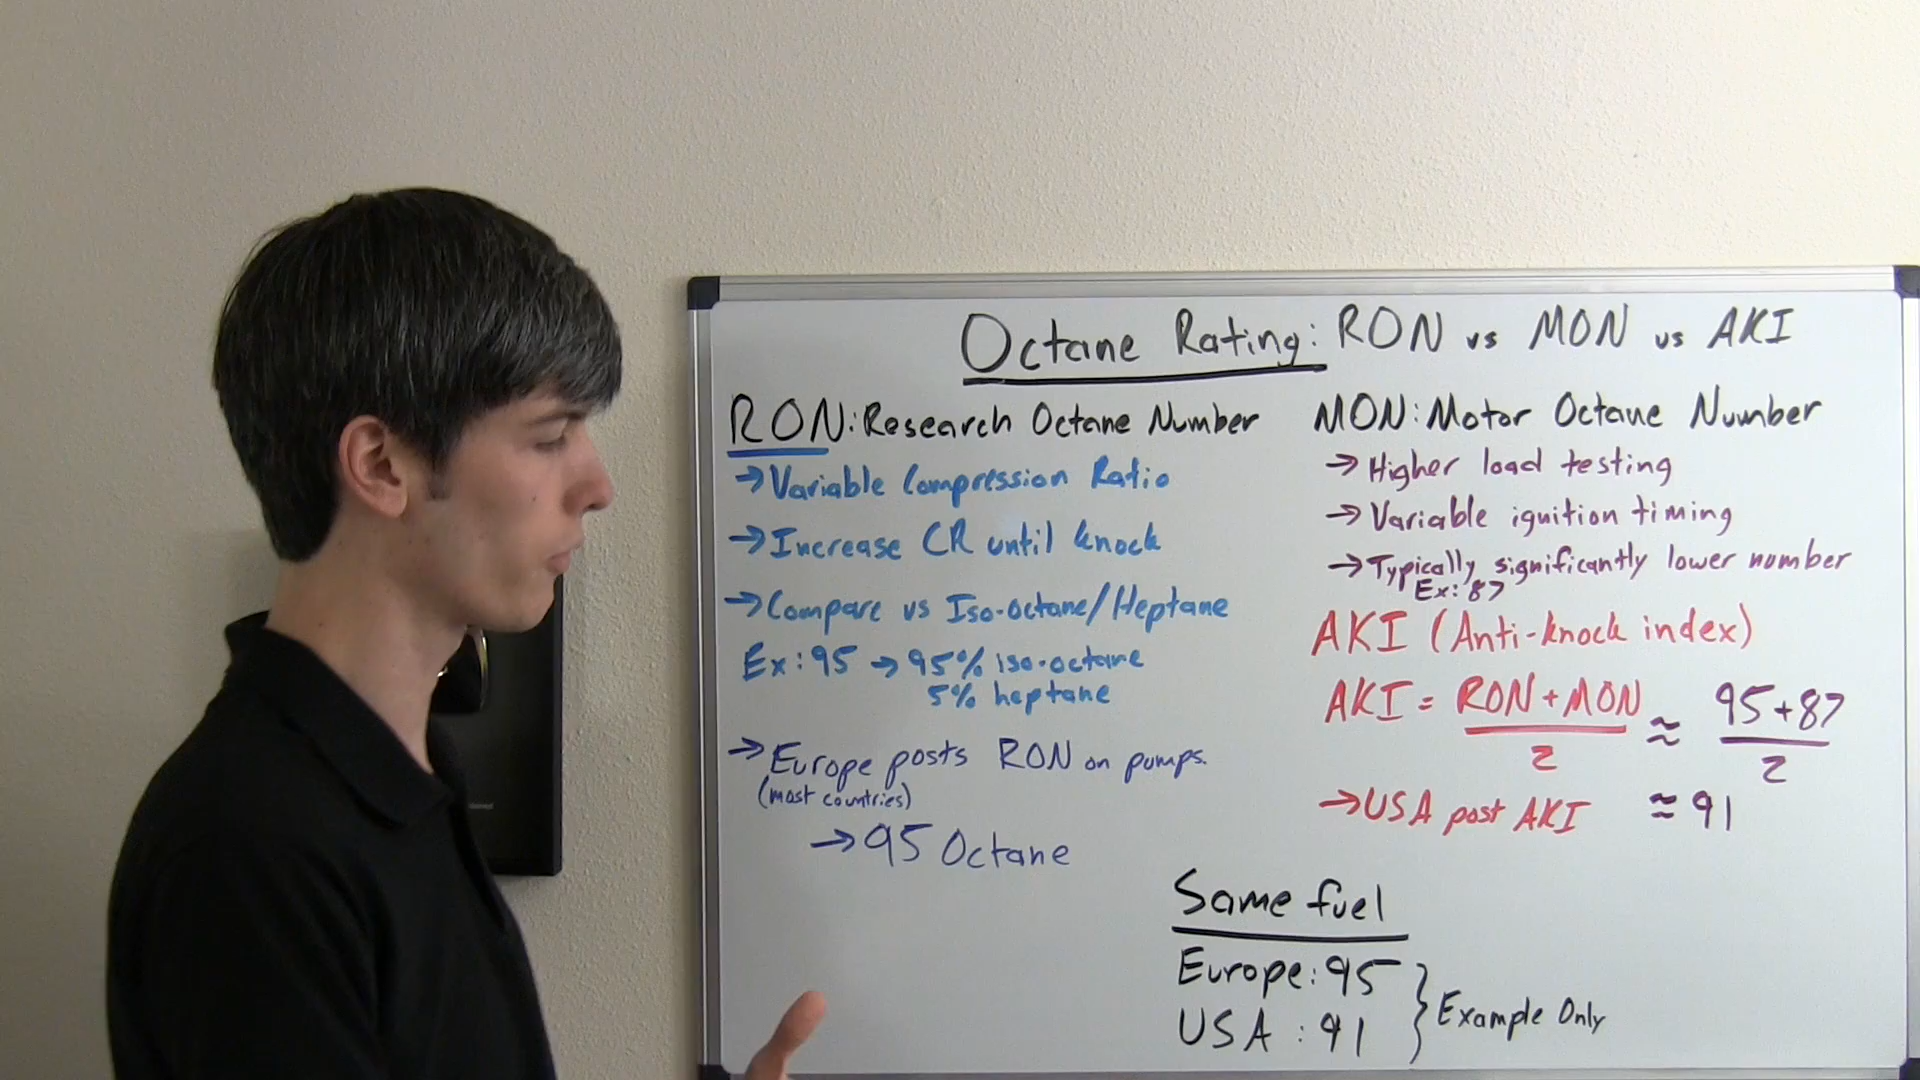 Octane Rating: RON vs MON vs AKI
RON: Research Octane Number
→ Variable Compression Ratio
→ Increase CR until knock
→ Compare vs Iso-octane/Heptane
Ex: 95 → 95% iso-octane
5% heptane
→ Europe posts RON on pumps.
(most countries)
→ 95 Octane
MON: Motor Octane Number
→ Higher load testing
→ Variable ignition timing
→ Typically significantly lower number
Ex: 87
AKI (Anti-knock index)
AKI = RON + MON / 2 ≈ 95+87 / 2
→ USA post AKI ≈ 91
Same fuel
Europe: 95
USA : 91
} Example Only